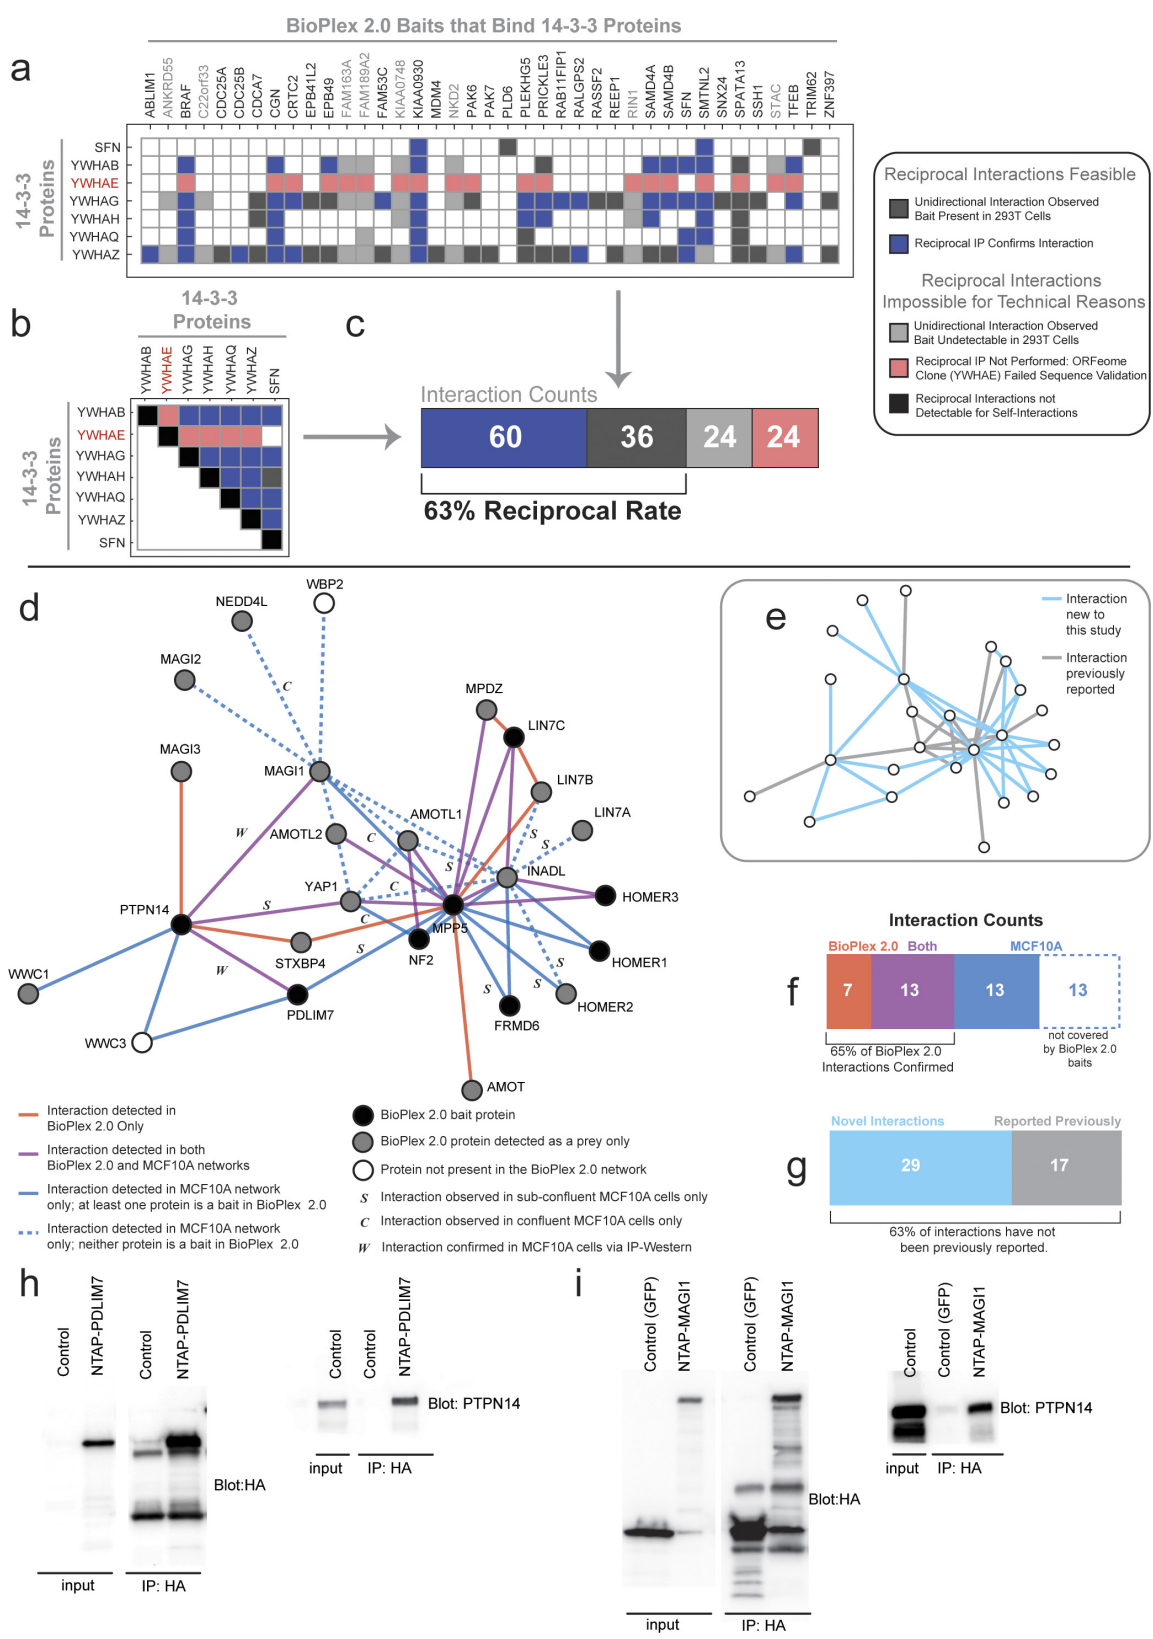 BioPlex 2.0 Baits that Bind 14-3-3 Proteins
a
ABLIM1
ANKRD55
BRAF
C22orf33
CDC25A
CDC25B
CDCA7
CGN
CRTC2
EPB41L2
EPB49
FAM163A
FAM189A2
FAM53C
KIAA0748
KIAA0930
MDM4
NKD2
PAK6
PAK7
PLD6
PLEKHG5
PRICKLE3
RAB11FIP1
RALGPS2
RASSF2
REEP1
RIN1
SAMD4A
SAMD4B
SFN
SMTNL2
SNX24
SPATA13
SSH1
STAC
TFEB
TRIM62
ZNF397
14-3-3
Proteins
SFN
YWHAB
YWHAE
YWHAG
YWHAH
YWHAQ
YWHAZ
Reciprocal Interactions Feasible
Unidirectional Interaction Observed
Bait Present in 293T Cells
Reciprocal IP Confirms Interaction
Reciprocal Interactions
Impossible for Technical Reasons
Unidirectional Interaction Observed
Bait Undetectable in 293T Cells
Reciprocal IP Not Performed: ORFeome
Clone (YWHAE) Failed Sequence Validation
Reciprocal Interactions not
Detectable for Self-Interactions
b
14-3-3
Proteins
YWHAB
YWHAE
YWHAG
YWHAH
YWHAQ
YWHAZ
SFN
14-3-3
Proteins
YWHAB
YWHAE
YWHAG
YWHAH
YWHAQ
YWHAZ
SFN
c
Interaction Counts
60
36
24
24
63% Reciprocal Rate
d
WBP2
NEDD4L
MAGI2
C
MPDZ
LIN7C
MAGI3
MAGI1
LIN7B
LIN7A
AMOTL1
W
AMOTL2
C
S
S
S
INADL
YAP1
C
HOMER3
PTPN14
S
C
MPP5
NF2
STXBP4
S
HOMER1
W
S
WWC1
S
S
HOMER2
PDLIM7
FRMD6
WWC3
AMOT
Interaction detected in
BioPlex 2.0 Only
Interaction detected in both
BioPlex 2.0 and MCF10A networks
Interaction detected in MCF10A network
only; at least one protein is a bait in BioPlex 2.0
Interaction detected in MCF10A network
only; neither protein is a bait in BioPlex 2.0
BioPlex 2.0 bait protein
BioPlex 2.0 protein detected as a prey only
Protein not present in the BioPlex 2.0 network
S Interaction observed in sub-confluent MCF10A cells only
C Interaction observed in confluent MCF10A cells only
W Interaction confirmed in MCF10A cells via IP-Western
e
Interaction
new to
this study
Interaction
previously
reported
Interaction Counts
BioPlex 2.0 Both MCF10A
f
7
13
13
13
65% of BioPlex 2.0
Interactions Confirmed
not covered
by BioPlex 2.0
baits
Novel Interactions
Reported Previously
g
29
17
63% of interactions have not
been previously reported.
h
Control
NTAP-PDLIM7
Control
NTAP-PDLIM7
Blot:HA
input
IP: HA
Control
Control
NTAP-PDLIM7
Blot: PTPN14
input
IP: HA
i
Control (GFP)
NTAP-MAGI1
Control (GFP)
NTAP-MAGI1
Blot:HA
input
IP: HA
Control
Control (GFP)
NTAP-MAGI1
Blot: PTPN14
input
IP: HA